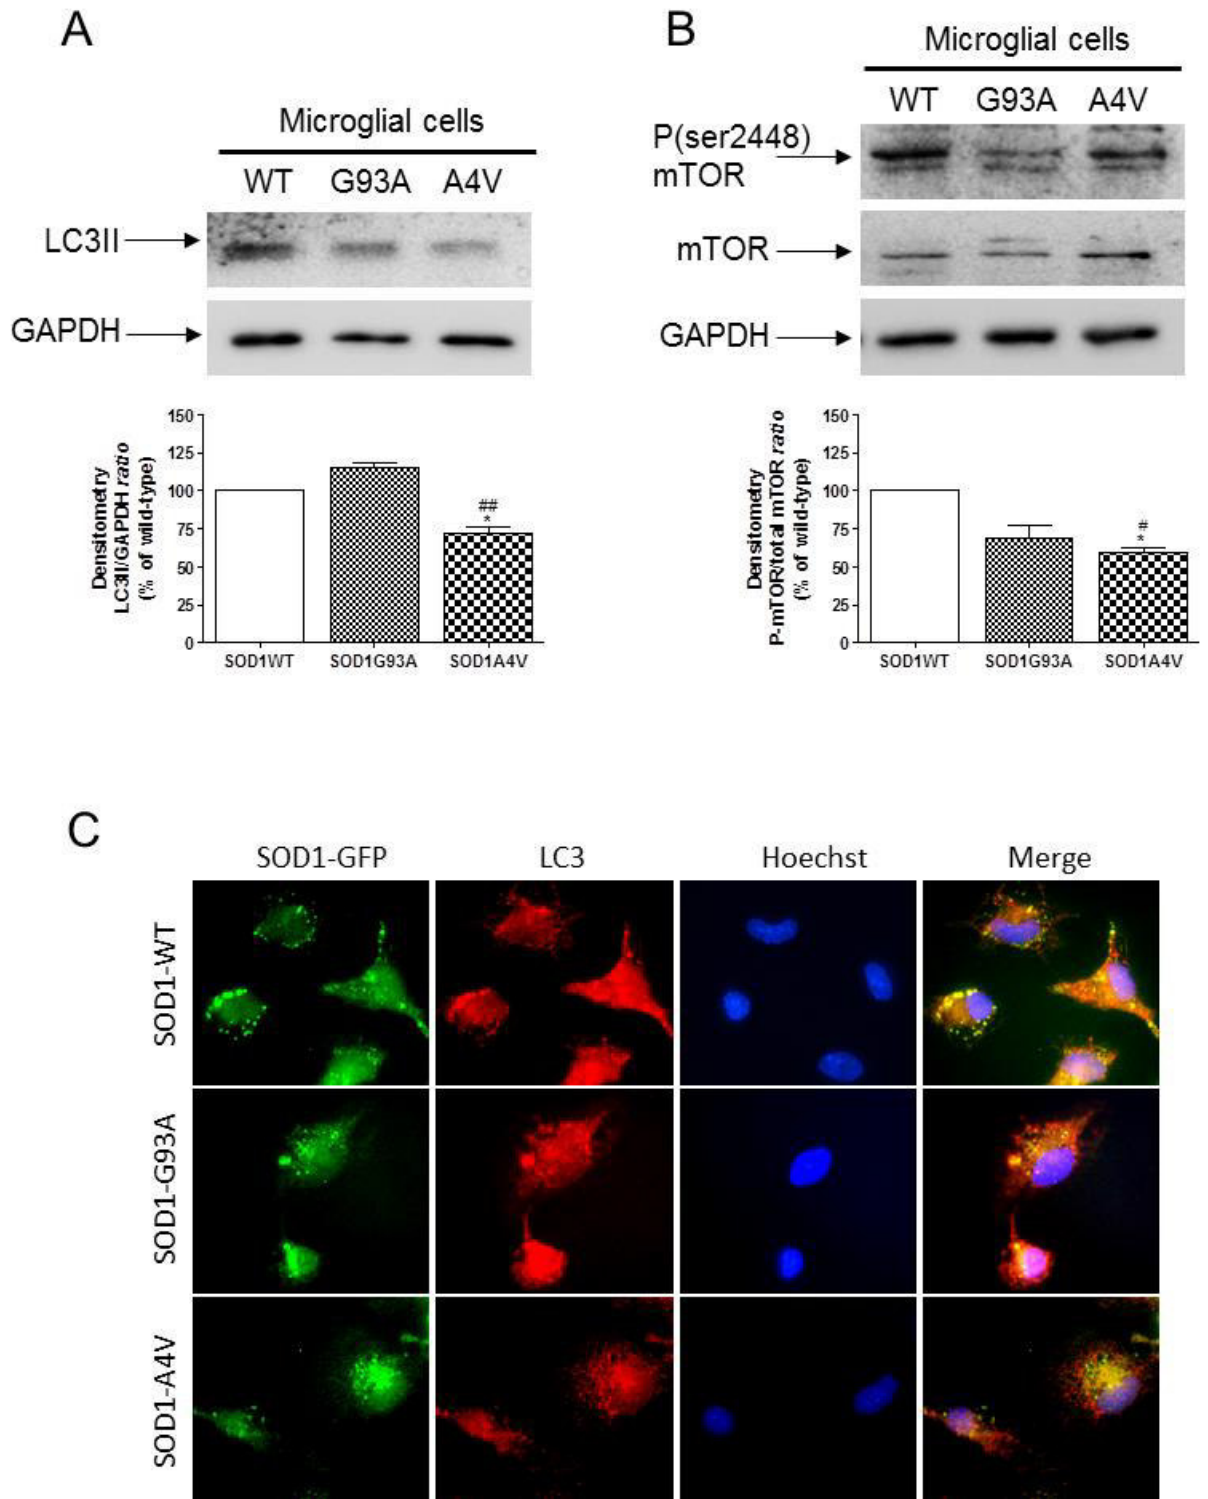 A
Microglial cells
WT G93A A4V
LC3II
GAPDH
Densitometry
LC3II/GAPDH ratio
(% of wild-type)
150
125
100
75
50
25
0
##
*
SOD1WT SOD1G93A SOD1A4V
B
Microglial cells
WT G93A A4V
P(ser2448)
mTOR
mTOR
GAPDH
Densitometry
P-mTOR/total mTOR ratio
(% of wild-type)
150
125
100
75
50
25
0
#
*
SOD1WT SOD1G93A SOD1A4V
C
SOD1-GFP LC3 Hoechst Merge
SOD1-WT
SOD1-G93A
SOD1-A4V